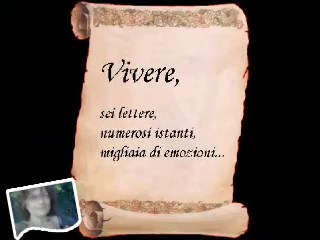 Vivere,
sei lettere,
numerosi istanti,
migliaia di emozioni...